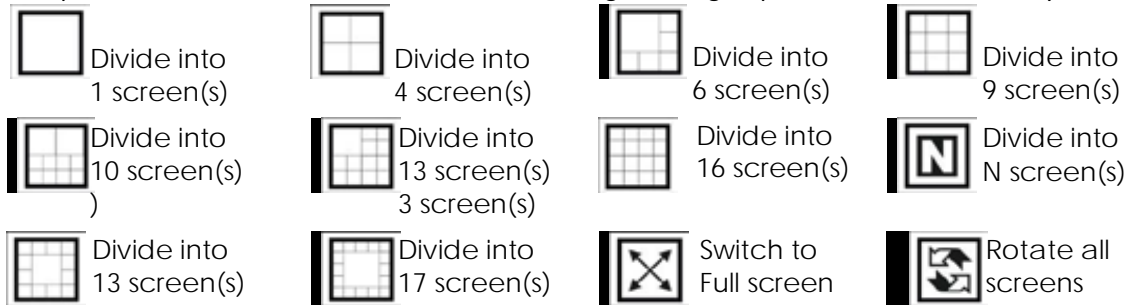 Divide into
1 screen(s)
Divide into
4 screen(s)
Divide into
6 screen(s)
Divide into
9 screen(s)
Divide into
10 screen(s)
)
Divide into
13 screen(s)
3 screen(s)
Divide into
16 screen(s)
N
Divide into
N screen(s)
Divide into
13 screen(s)
Divide into
17 screen(s)
Switch to
Full screen
Rotate all
screens